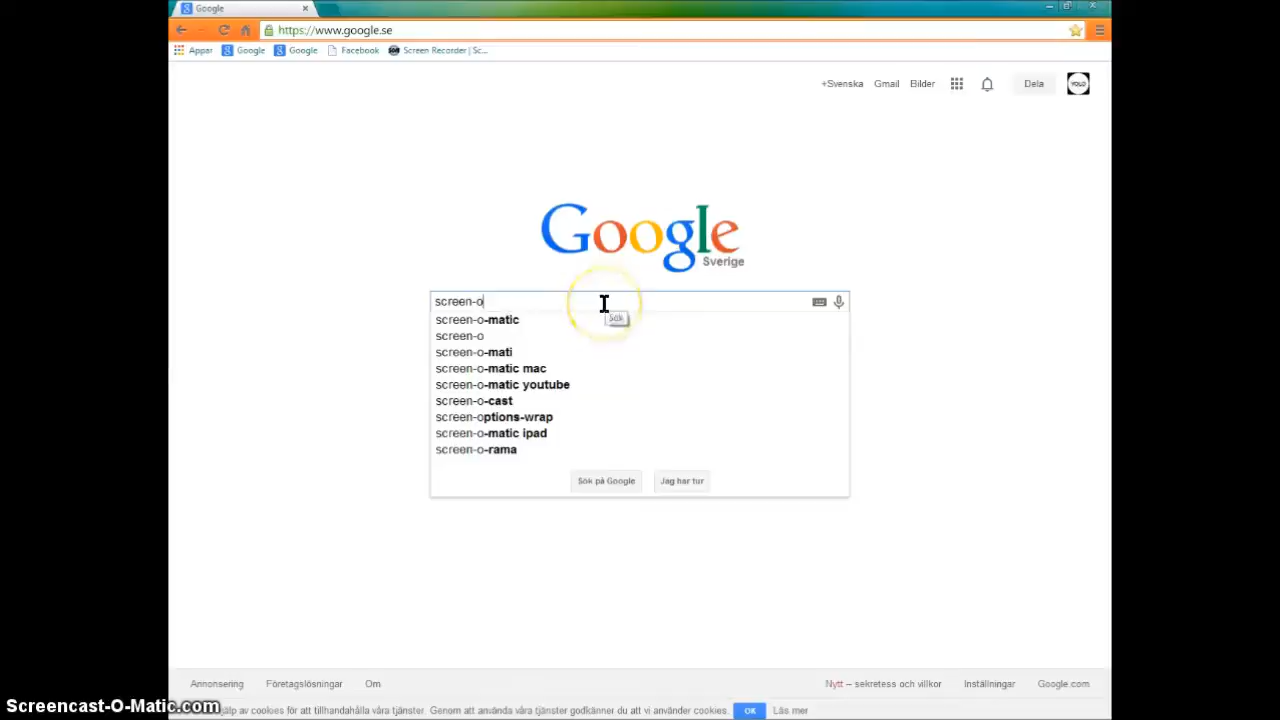 Google
https://www.google.se
Appar Google Google Facebook Screen Recorder | Sc...
+Svenska Gmail Bilder Dela YOLO
Google
Sverige
screen-o
Sök
screen-o-matic
screen-o
screen-o-mati
screen-o-matic mac
screen-o-matic youtube
screen-o-cast
screen-options-wrap
screen-o-matic ipad
screen-o-rama
Sök på Google Jag har tur
Annonsering Företagslösningar Om Nytt – sekretess och villkor Inställningar Google.com
av cookies för att tillhandahålla våra tjänster. Genom att använda våra tjänster godkänner du att vi använder cookies. OK Läs mer
Screencast-O-Matic.com